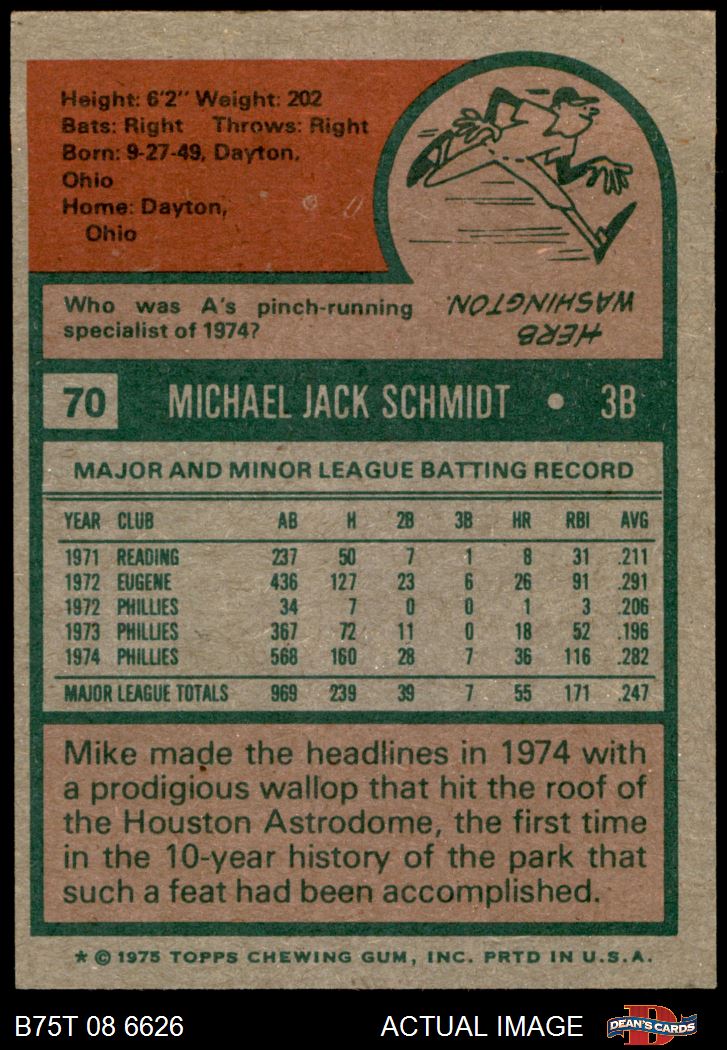 Height: 6'2" Weight: 202
Bats: Right Throws: Right
Born: 9-27-49, Dayton,
Ohio
Home: Dayton,
Ohio
Who was A's pinch-running
specialist of 1974?
HERB
WASHINGTON.
70 MICHAEL JACK SCHMIDT • 3B
MAJOR AND MINOR LEAGUE BATTING RECORD
YEAR CLUB AB H 2B 3B HR RBI AVG
1971 READING 237 50 7 1 8 31 .211
1972 EUGENE 436 127 23 6 26 91 .291
1972 PHILLIES 34 7 0 0 1 3 .206
1973 PHILLIES 367 72 11 0 18 52 .196
1974 PHILLIES 568 160 28 7 36 116 .282
MAJOR LEAGUE TOTALS 969 239 39 7 55 171 .247
Mike made the headlines in 1974 with
a prodigious wallop that hit the roof of
the Houston Astrodome, the first time
in the 10-year history of the park that
such a feat had been accomplished.
* © 1975 TOPPS CHEWING GUM, INC. PRTD IN U.S.A.
B75T 08 6626 ACTUAL IMAGE DEAN'S CARDS